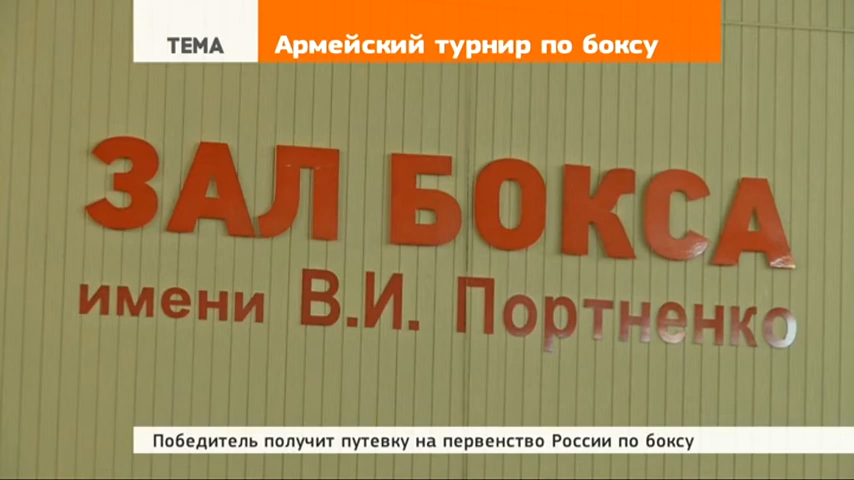 ТЕМА Армейский турнир по боксу
ЗАЛ БОКСА
имени В.И. Портненко
Победитель получит путевку на первенство России по боксу